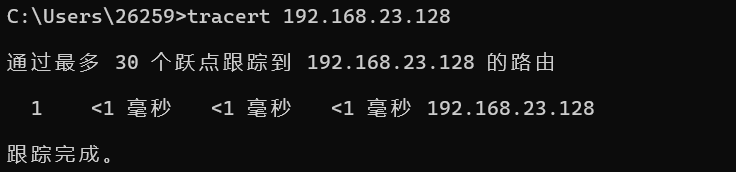 C:\Users\26259>tracert 192.168.23.128
通过最多 30 个跃点跟踪到 192.168.23.128 的路由
1 <1 毫秒 <1 毫秒 <1 毫秒 192.168.23.128
跟踪完成。